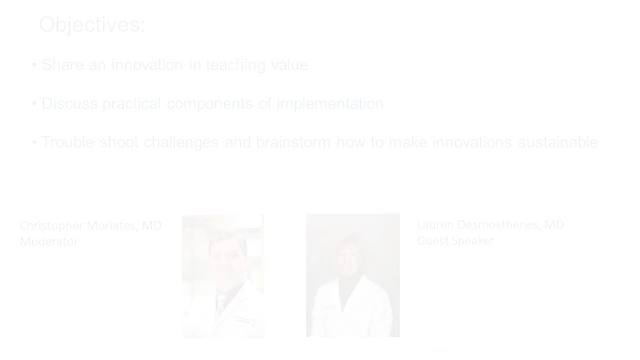 Objectives:
• Share an innovation in teaching value
• Discuss practical components of implementation
• Trouble shoot challenges and brainstorm how to make innovations sustainable
Christopher Moriates, MD
Moderator
Lauren Desmosthenes, MD
Guest Speaker